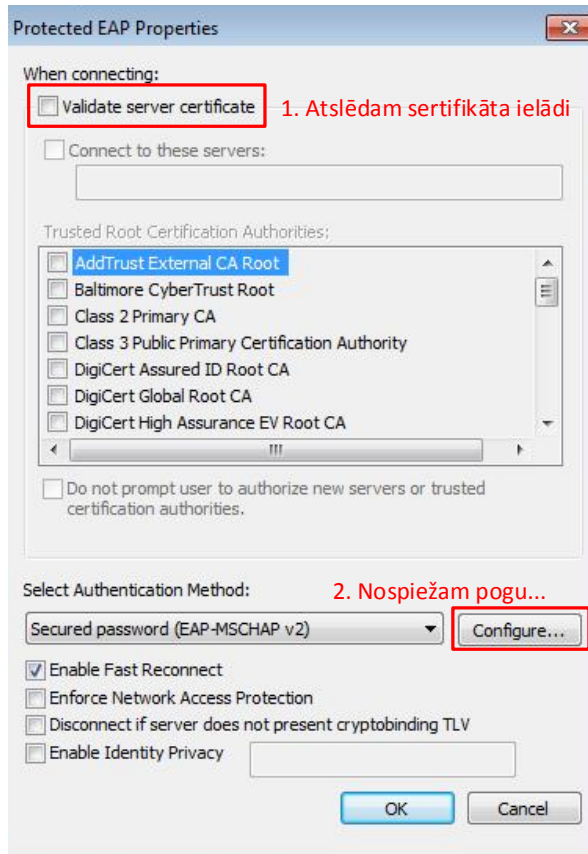 Protected EAP Properties
When connecting:
Validate server certificate
1. Atslēdam sertifikāta ielādi
Connect to these servers:
Trusted Root Certification Authorities:
AddTrust External CA Root
Baltimore CyberTrust Root
Class 2 Primary CA
Class 3 Public Primary Certification Authority
DigiCert Assured ID Root CA
DigiCert Global Root CA
DigiCert High Assurance EV Root CA
Do not prompt user to authorize new servers or trusted
certification authorities.
Select Authentication Method:
2. Nospiežam pogu...
Secured password (EAP-MSCHAP v2)
Configure...
Enable Fast Reconnect
Enforce Network Access Protection
Disconnect if server does not present cryptobinding TLV
Enable Identity Privacy
OK
Cancel